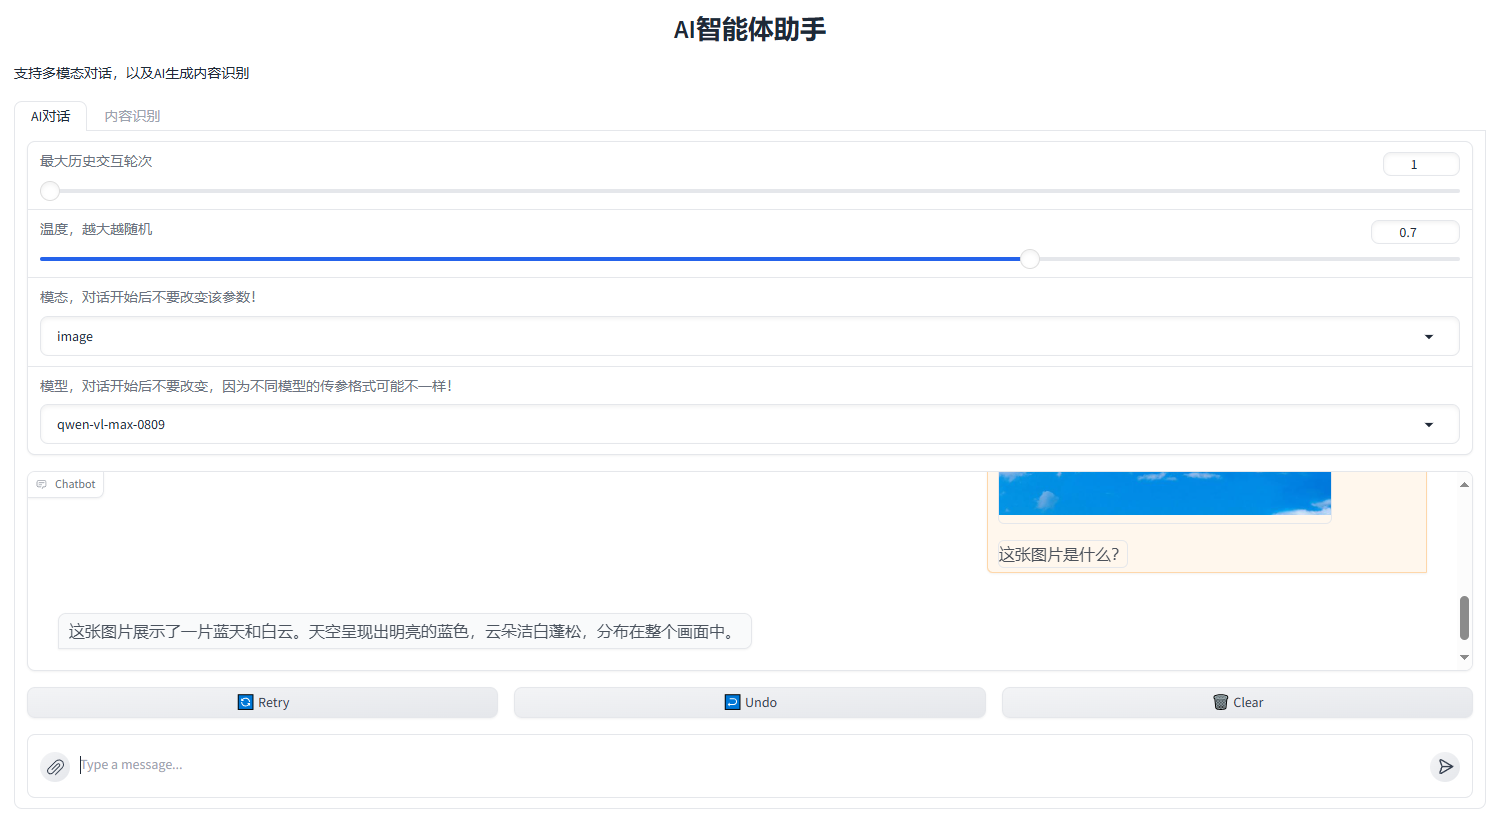 AI智能体助手
支持多模态对话，以及AI生成内容识别
AI对话 内容识别
最大历史交互轮次 1
温度，越大越随机 0.7
模态，对话开始后不要改变该参数！
image
模型，对话开始后不要改变，因为不同模型的传参格式可能不一样！
qwen-vl-max-0809
Chatbot
这张图片是什么？
这张图片展示了一片蓝天和白云。天空呈现出明亮的蓝色，云朵洁白蓬松，分布在整个画面中。
Retry Undo Clear
Type a message...